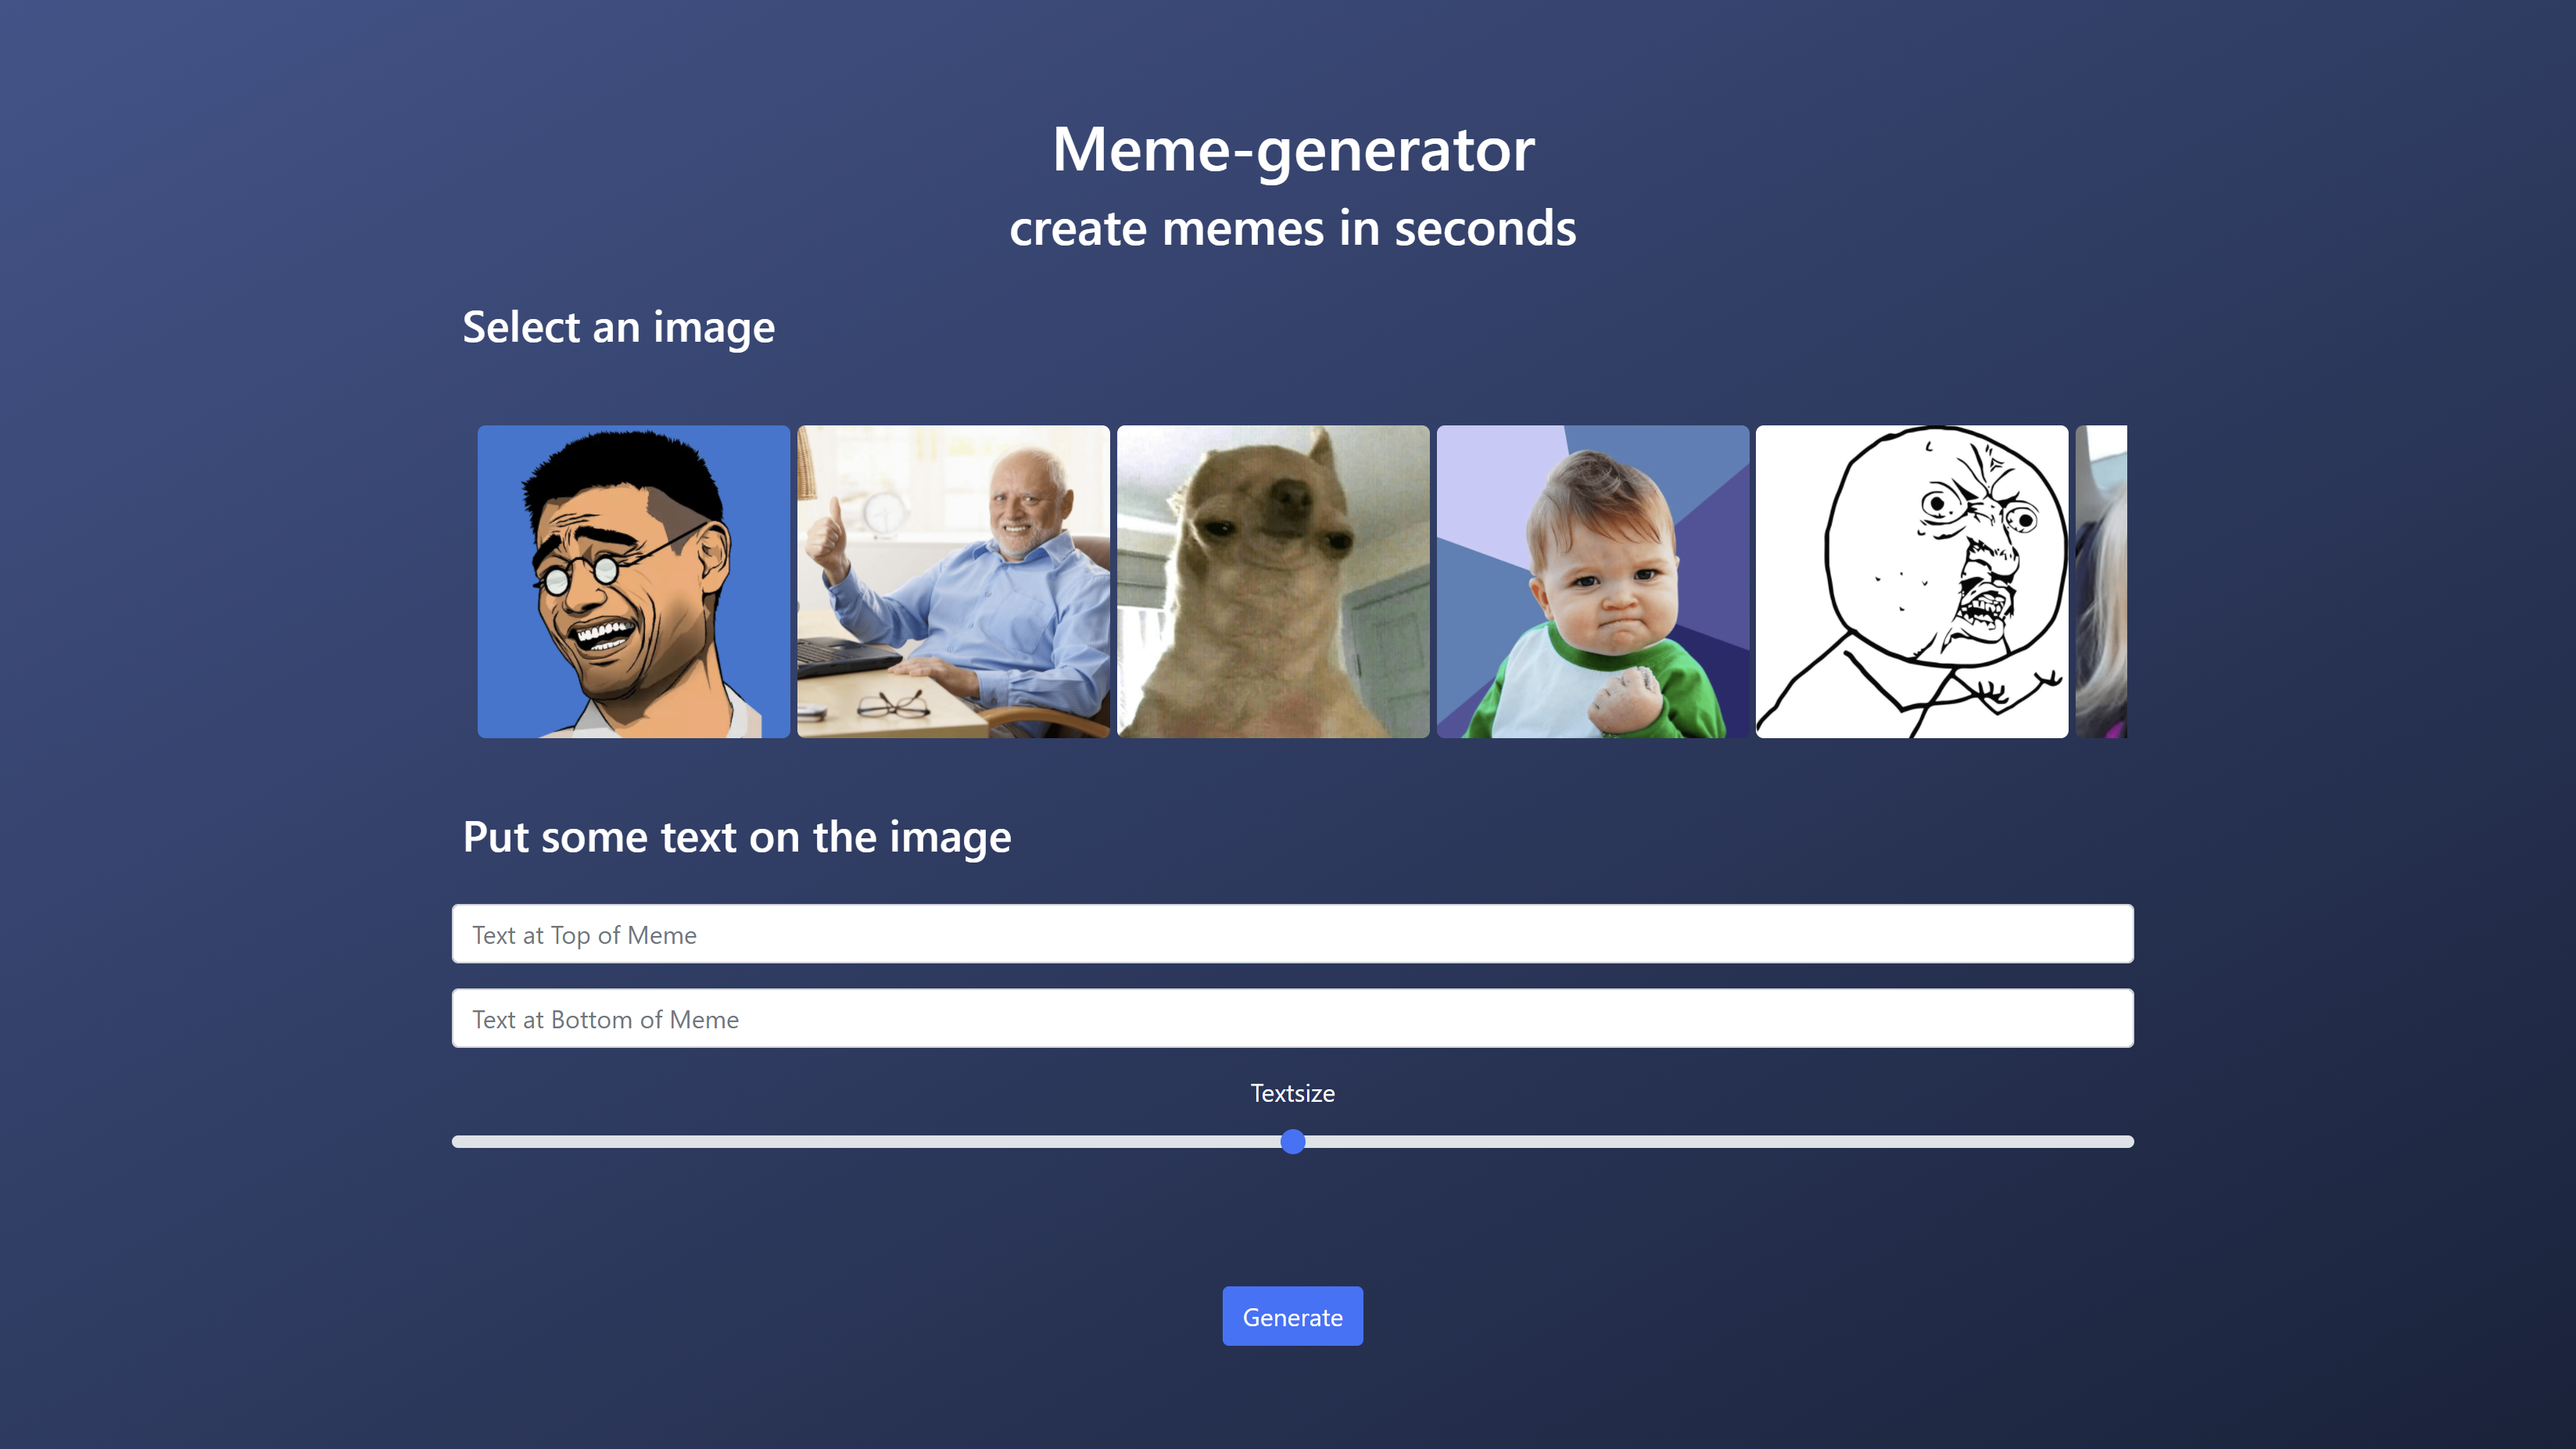 Meme-generator
create memes in seconds
Select an image
Put some text on the image
Text at Top of Meme
Text at Bottom of Meme
Textsize
Generate